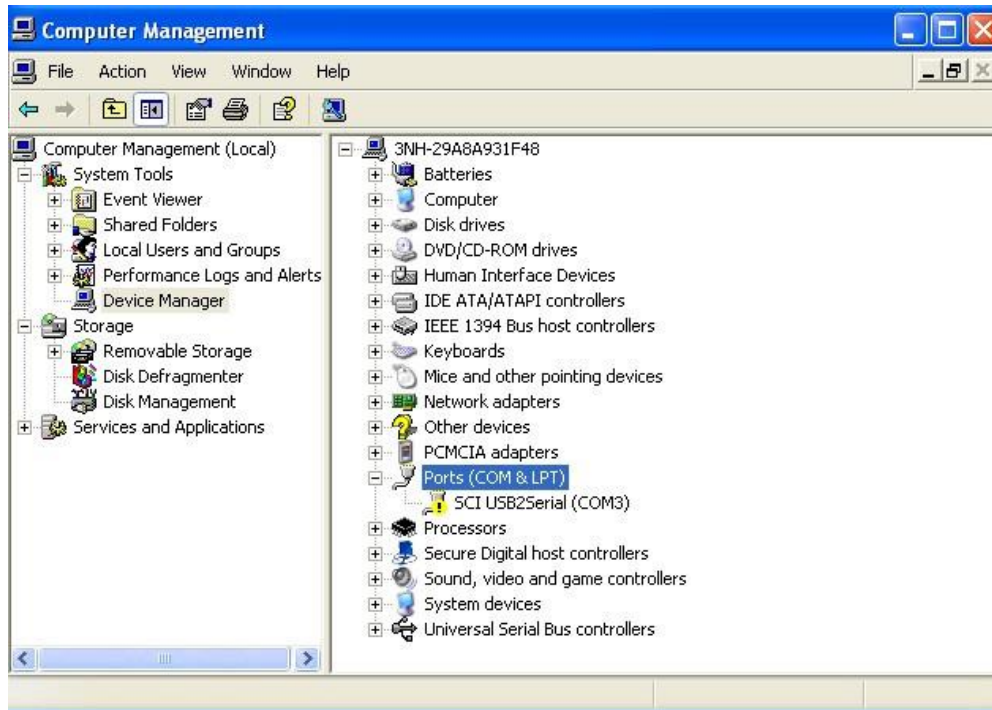 Computer Management
File Action View Window Help
Computer Management (Local)
System Tools
Event Viewer
Shared Folders
Local Users and Groups
Performance Logs and Alerts
Device Manager
Storage
Removable Storage
Disk Defragmenter
Disk Management
Services and Applications
3NH-29A8A931F48
Batteries
Computer
Disk drives
DVD/CD-ROM drives
Human Interface Devices
IDE ATA/ATAPI controllers
IEEE 1394 Bus host controllers
Keyboards
Mice and other pointing devices
Network adapters
Other devices
PCMCIA adapters
Ports (COM & LPT)
SCI USB2Serial (COM3)
Processors
Secure Digital host controllers
Sound, video and game controllers
System devices
Universal Serial Bus controllers